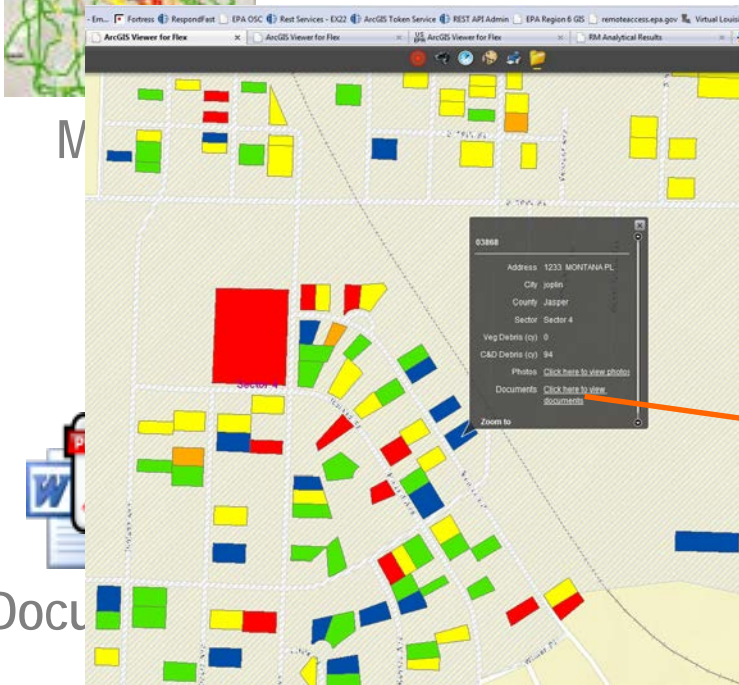 - Em... Fortress RespondFast EPA OSC Rest Services - EX22 ArcGIS Token Service REST API Admin EPA Region 6 GIS remoteaccess.epa.gov Virtual Louisi
ArcGIS Viewer for Flex x ArcGIS Viewer for Flex x ArcGIS Viewer for Flex x RM Analytical Results x
M
03868
Address 1233 MONTANA PL
City joplin
County Jasper
Sector Sector 4
Veg Debris (cy) 0
C&D Debris (cy) 94
Photos Click here to view photos
Documents Click here to view
documents
Zoom to
Sector 4
W
Docu